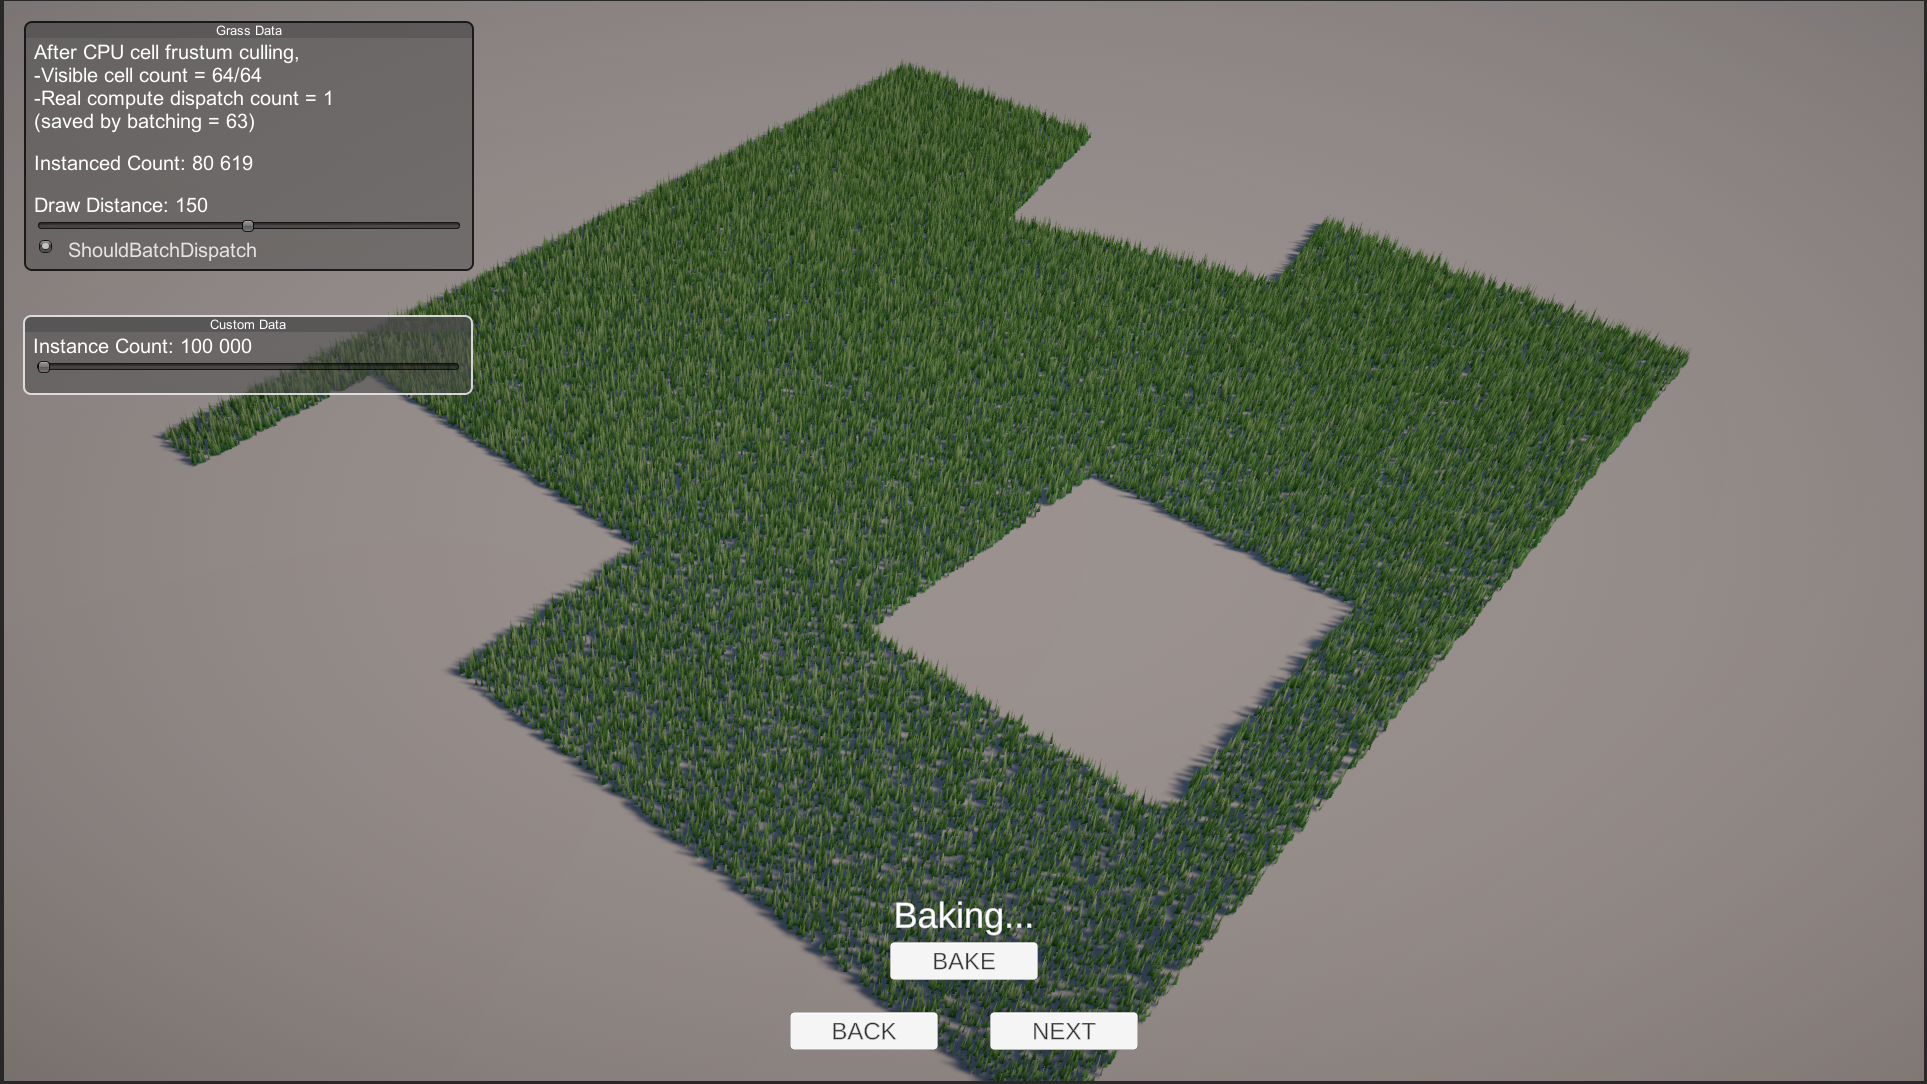 Grass Data
After CPU cell frustum culling,
-Visible cell count = 64/64
-Real compute dispatch count = 1
(saved by batching = 63)
Instanced Count: 80 619
Draw Distance: 150
ShouldBatchDispatch
Custom Data
Instance Count: 100 000
Baking...
BAKE
BACK
NEXT